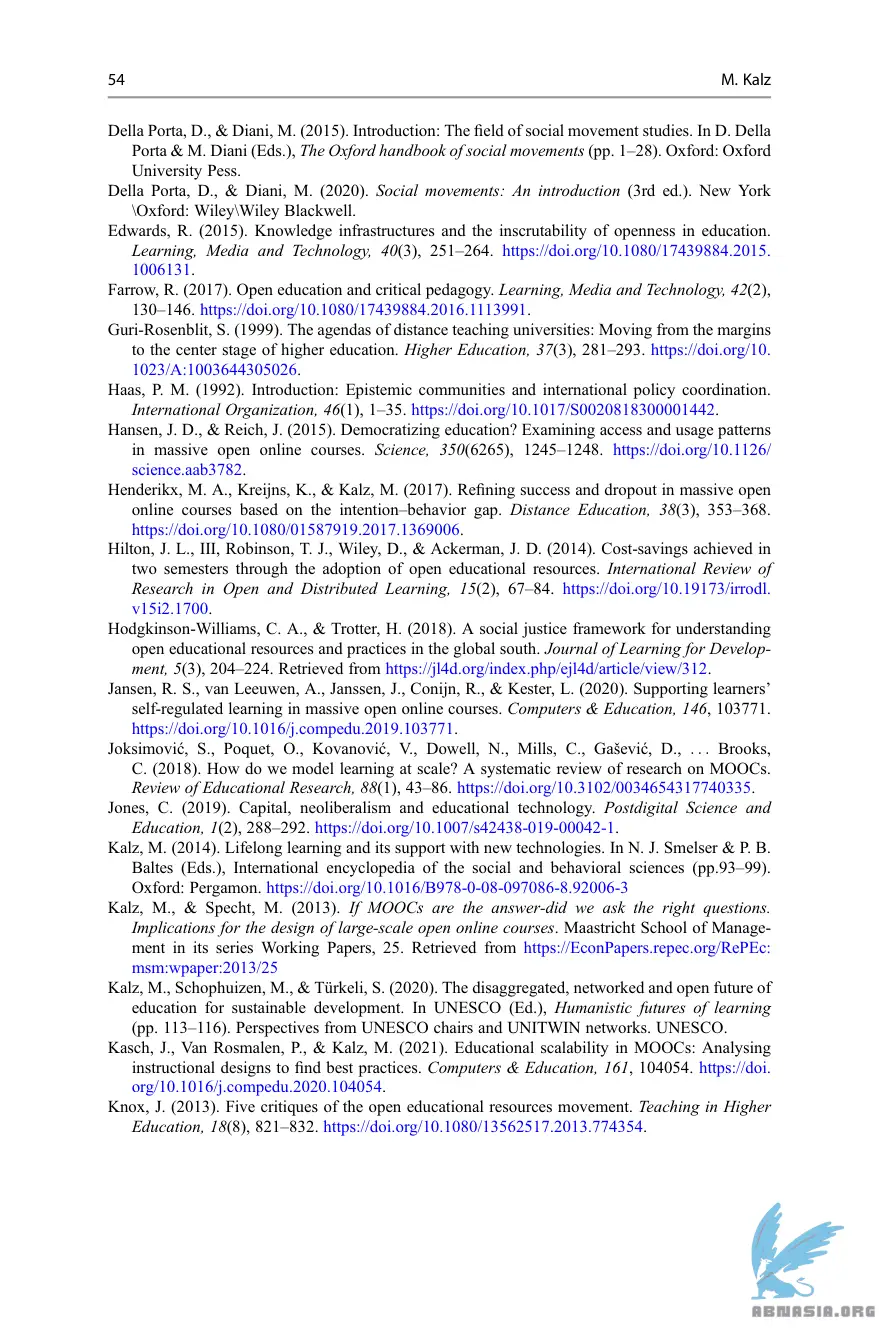 54
M. Kalz
Della Porta, D., & Diani, M. (2015). Introduction: The field of social movement studies. In D. Della
Porta & M. Diani (Eds.), The Oxford handbook of social movements (pp. 1–28). Oxford: Oxford
University Pess.
Della Porta, D., & Diani, M. (2020). Social movements: An introduction (3rd ed.). New York
\Oxford: Wiley\Wiley Blackwell.
Edwards, R. (2015). Knowledge infrastructures and the inscrutability of openness in education.
Learning, Media and Technology, 40(3), 251–264. https://doi.org/10.1080/17439884.2015.
1006131.
Farrow, R. (2017). Open education and critical pedagogy. Learning, Media and Technology, 42(2),
130–146. https://doi.org/10.1080/17439884.2016.1113991.
Guri-Rosenblit, S. (1999). The agendas of distance teaching universities: Moving from the margins
to the center stage of higher education. Higher Education, 37(3), 281–293. https://doi.org/10.
1023/A:1003644305026.
Haas, P. M. (1992). Introduction: Epistemic communities and international policy coordination.
International Organization, 46(1), 1–35. https://doi.org/10.1017/S0020818300001442.
Hansen, J. D., & Reich, J. (2015). Democratizing education? Examining access and usage patterns
in massive open online courses. Science, 350(6265), 1245–1248. https://doi.org/10.1126/
science.aab3782.
Henderikx, M. A., Kreijns, K., & Kalz, M. (2017). Refining success and dropout in massive open
online courses based on the intention–behavior gap. Distance Education, 38(3), 353–368.
https://doi.org/10.1080/01587919.2017.1369006.
Hilton, J. L., III, Robinson, T. J., Wiley, D., & Ackerman, J. D. (2014). Cost-savings achieved in
two semesters through the adoption of open educational resources. International Review of
Research in Open and Distributed Learning, 15(2), 67–84. https://doi.org/10.19173/irrodl.
v15i2.1700.
Hodgkinson-Williams, C. A., & Trotter, H. (2018). A social justice framework for understanding
open educational resources and practices in the global south. Journal of Learning for Develop-
ment, 5(3), 204–224. Retrieved from https://jl4d.org/index.php/ejl4d/article/view/312.
Jansen, R. S., van Leeuwen, A., Janssen, J., Conijn, R., & Kester, L. (2020). Supporting learners’
self-regulated learning in massive open online courses. Computers & Education, 146, 103771.
https://doi.org/10.1016/j.compedu.2019.103771.
Joksimović, S., Poquet, O., Kovanović, V., Dowell, N., Mills, C., Gašević, D., ... Brooks,
C. (2018). How do we model learning at scale? A systematic review of research on MOOCs.
Review of Educational Research, 88(1), 43–86. https://doi.org/10.3102/0034654317740335.
Jones, C. (2019). Capital, neoliberalism and educational technology. Postdigital Science and
Education, 1(2), 288–292. https://doi.org/10.1007/s42438-019-00042-1.
Kalz, M. (2014). Lifelong learning and its support with new technologies. In N. J. Smelser & P. B.
Baltes (Eds.), International encyclopedia of the social and behavioral sciences (pp.93–99).
Oxford: Pergamon. https://doi.org/10.1016/B978-0-08-097086-8.92006-3
Kalz, M., & Specht, M. (2013). If MOOCs are the answer-did we ask the right questions.
Implications for the design of large-scale open online courses. Maastricht School of Manage-
ment in its series Working Papers, 25. Retrieved from https://EconPapers.repec.org/RePEc:
msm:wpaper:2013/25
Kalz, M., Schophuizen, M., & Türkeli, S. (2020). The disaggregated, networked and open future of
education for sustainable development. In UNESCO (Ed.), Humanistic futures of learning
(pp. 113–116). Perspectives from UNESCO chairs and UNITWIN networks. UNESCO.
Kasch, J., Van Rosmalen, P., & Kalz, M. (2021). Educational scalability in MOOCs: Analysing
instructional designs to find best practices. Computers & Education, 161, 104054. https://doi.
org/10.1016/j.compedu.2020.104054.
Knox, J. (2013). Five critiques of the open educational resources movement. Teaching in Higher
Education, 18(8), 821–832. https://doi.org/10.1080/13562517.2013.774354.
ABNASIA.ORG